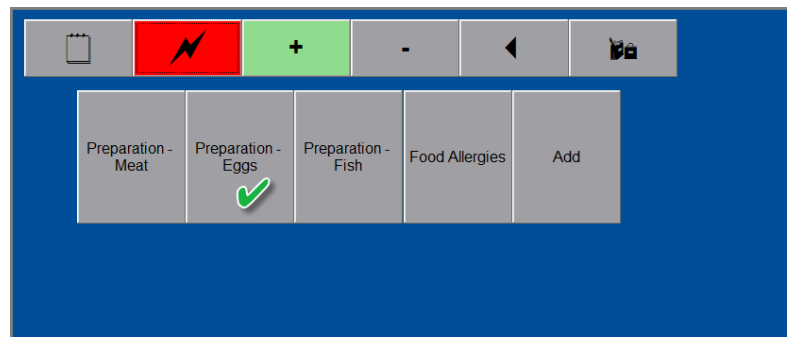 +
-
Preparation -
Meat
Preparation -
Eggs
Preparation -
Fish
Food Allergies
Add